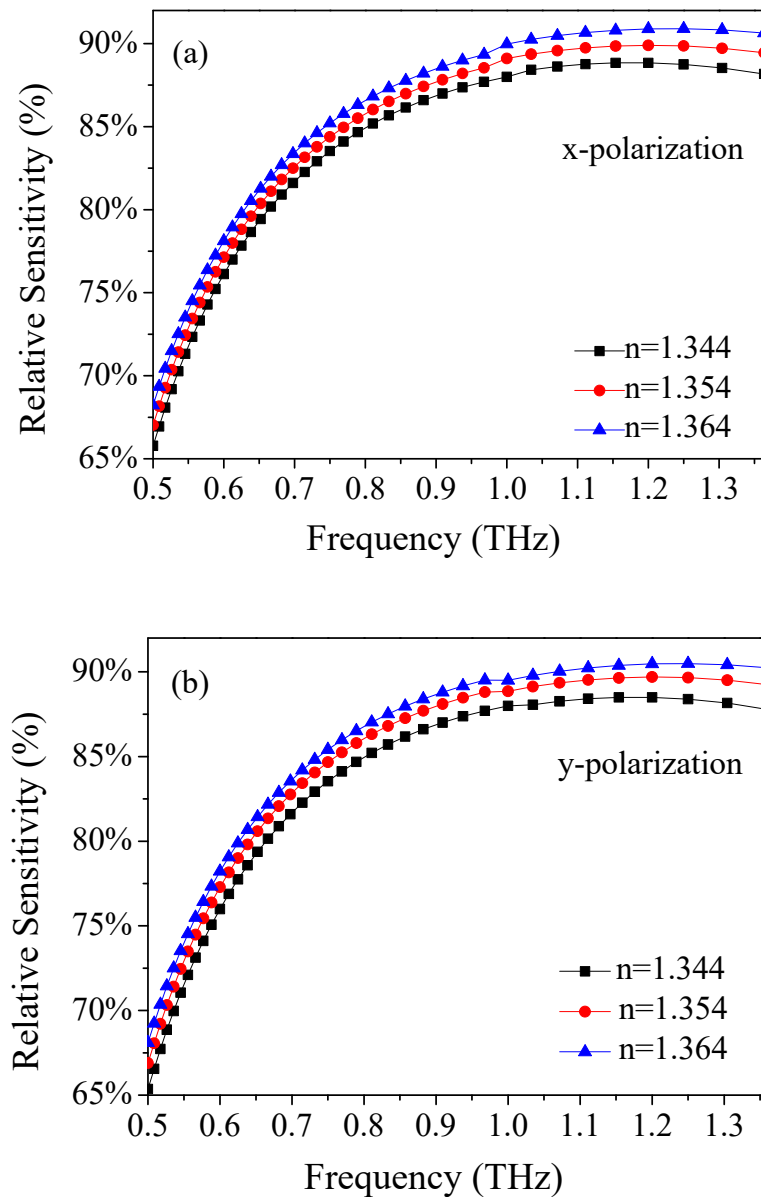 (a)
90%
85%
80%
75%
70%
65%
Relative Sensitivity (%)
x-polarization
n=1.344
n=1.354
n=1.364
0.5 0.6 0.7 0.8 0.9 1.0 1.1 1.2 1.3
Frequency (THz)
(b)
90%
85%
80%
75%
70%
65%
Relative Sensitivity (%)
y-polarization
n=1.344
n=1.354
n=1.364
0.5 0.6 0.7 0.8 0.9 1.0 1.1 1.2 1.3
Frequency (THz)